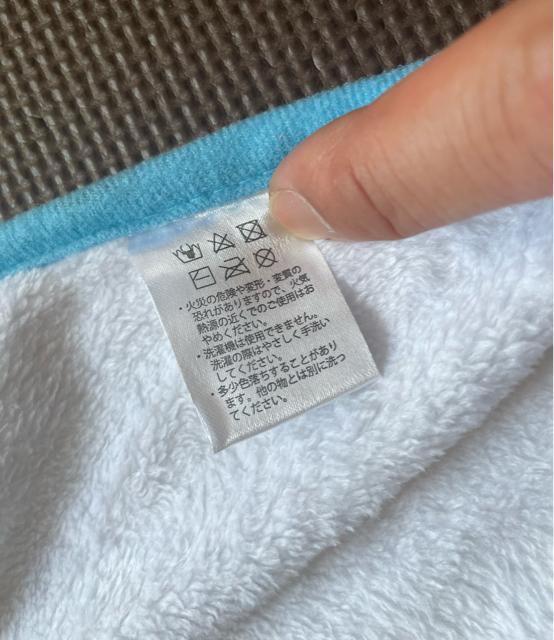 ・火災の危険や変形・変質の
恐れがありますので、火気
熱源の近くでのご使用はお
やめください。
・洗濯機は使用できません。
洗濯の際はやさしく手洗い
してください。
・多少色落ちすることがあり
ます。他の物とは別に洗っ
てください。